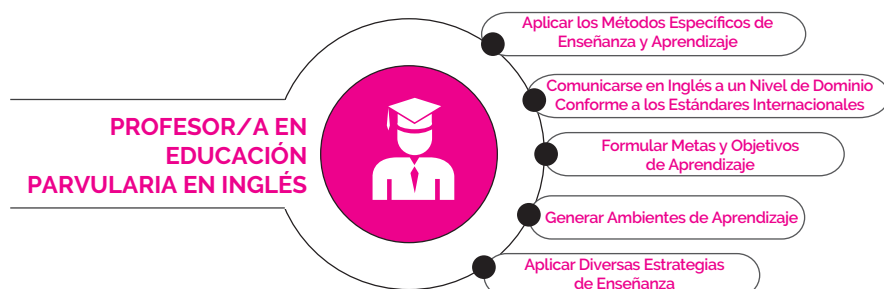 PROFESOR/A EN
EDUCACIÓN
PARVULARIA EN INGLÉS
Aplicar los Métodos Específicos de
Enseñanza y Aprendizaje
Comunicarse en Inglés a un Nivel de Dominio
Conforme a los Estándares Internacionales
Formular Metas y Objetivos
de Aprendizaje
Generar Ambientes de Aprendizaje
Aplicar Diversas Estrategias
de Enseñanza